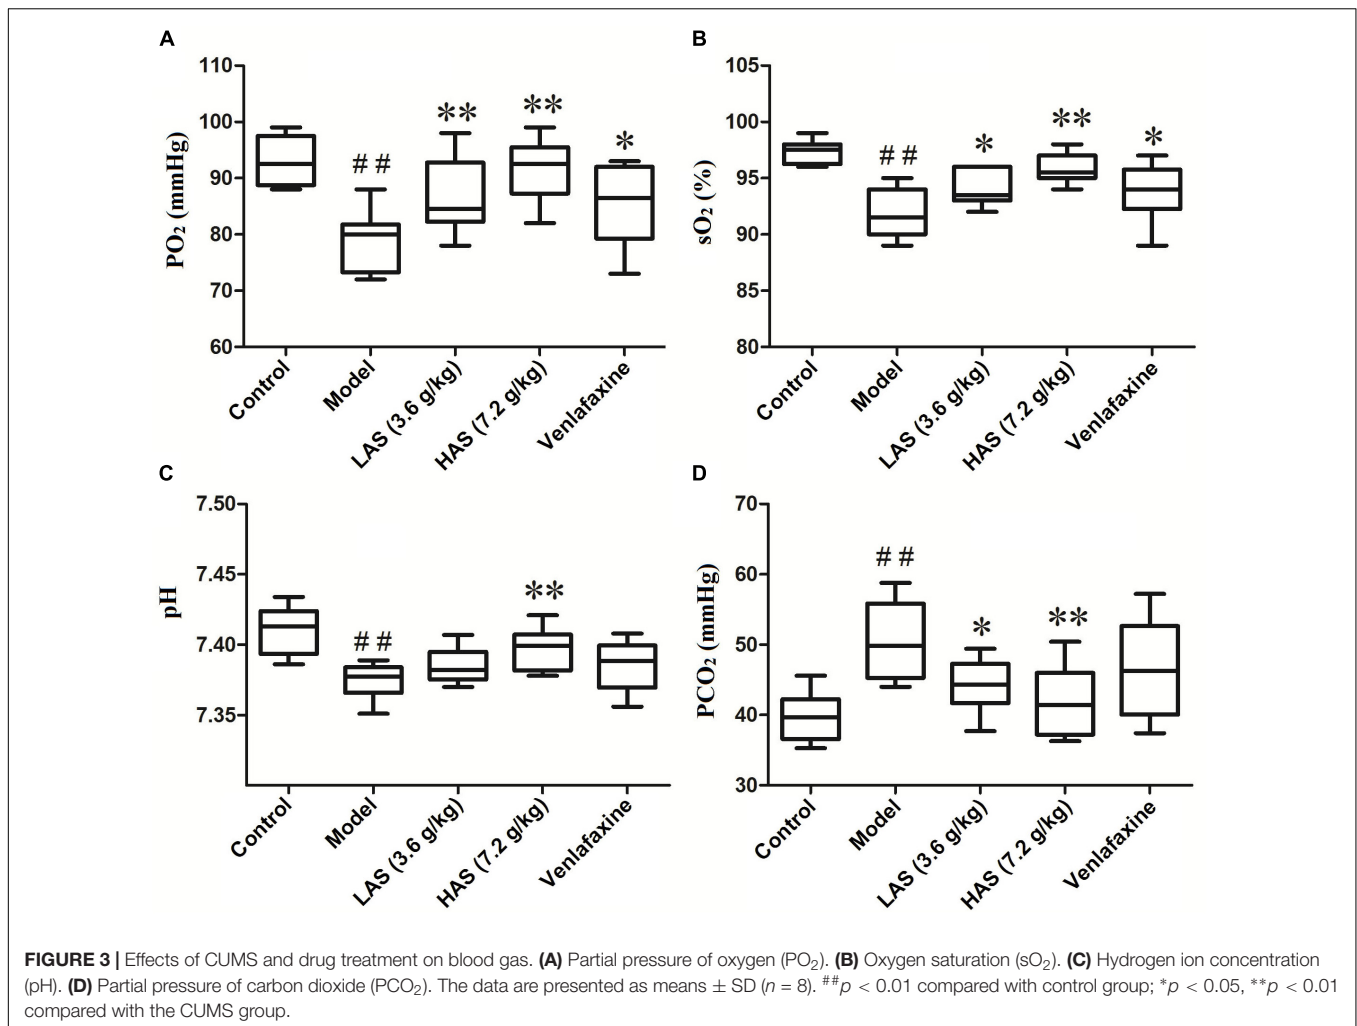 A
110
100
90
80
70
60
PO₂ (mmHg)
##
**
**
*
Control
Model
LAS (3.6 g/kg)
HAS (7.2 g/kg)
Venlafaxine
B
105
100
95
90
85
80
sO₂ (%)
##
*
**
*
Control
Model
LAS (3.6 g/kg)
HAS (7.2 g/kg)
Venlafaxine
C
7.50
7.45
7.40
7.35
pH
##
**
Control
Model
LAS (3.6 g/kg)
HAS (7.2 g/kg)
Venlafaxine
D
70
60
50
40
30
PCO₂ (mmHg)
##
*
**
Control
Model
LAS (3.6 g/kg)
HAS (7.2 g/kg)
Venlafaxine
FIGURE 3 | Effects of CUMS and drug treatment on blood gas. (A) Partial pressure of oxygen (PO₂). (B) Oxygen saturation (sO₂). (C) Hydrogen ion concentration
(pH). (D) Partial pressure of carbon dioxide (PCO₂). The data are presented as means ± SD (n = 8). ##p < 0.01 compared with control group; *p < 0.05, **p < 0.01
compared with the CUMS group.